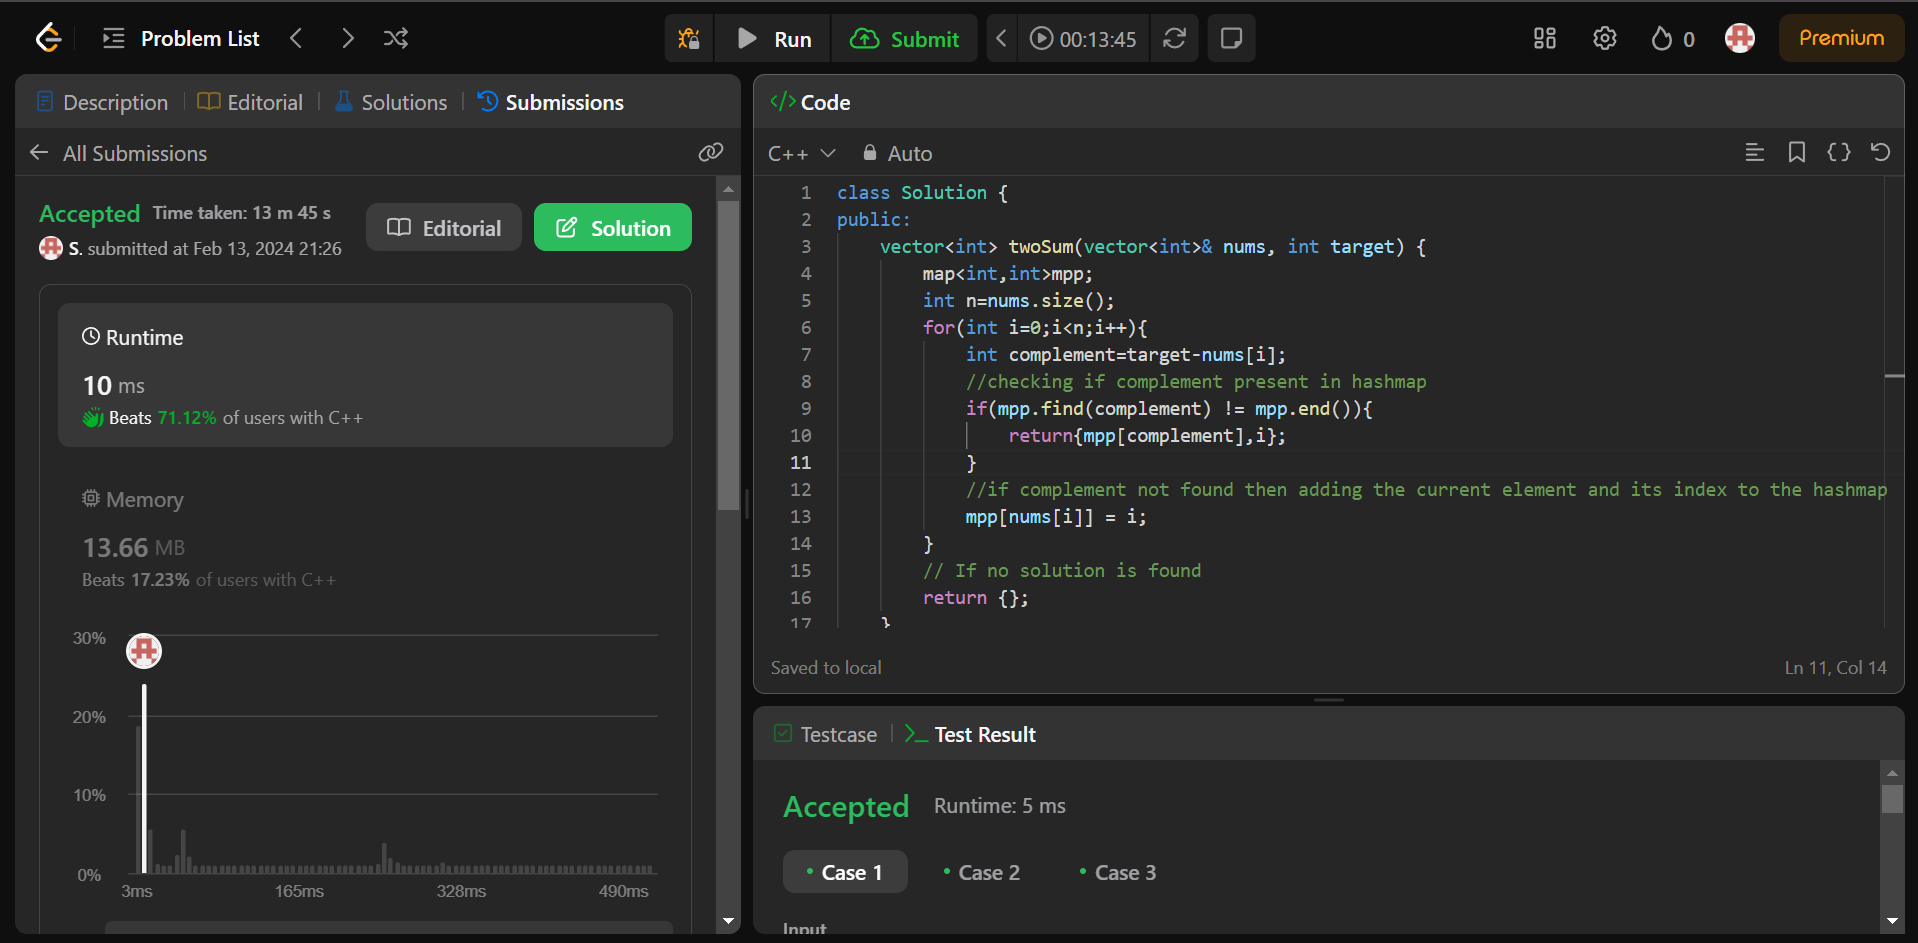 Problem List
Run
Submit
00:13:45
0
Premium
Description
Editorial
Solutions
Submissions
All Submissions
Accepted Time taken: 13 m 45 s
S. submitted at Feb 13, 2024 21:26
Editorial
Solution
Runtime
10 ms
Beats 71.12% of users with C++
Memory
13.66 MB
Beats 17.23% of users with C++
30%
20%
10%
0%
3ms 165ms 328ms 490ms
</> Code
C++ Auto
1 class Solution {
2 public:
3 vector<int> twoSum(vector<int>& nums, int target) {
4 map<int,int>mpp;
5 int n=nums.size();
6 for(int i=0;i<n;i++){
7 int complement=target-nums[i];
8 //checking if complement present in hashmap
9 if(mpp.find(complement) != mpp.end()){
10 return{mpp[complement],i};
11 }
12 //if complement not found then adding the current element and its index to the hashmap
13 mpp[nums[i]] = i;
14 }
15 // If no solution is found
16 return {};
17 }
Saved to local
Ln 11, Col 14
Testcase
Test Result
Accepted Runtime: 5 ms
Case 1
Case 2
Case 3
Input